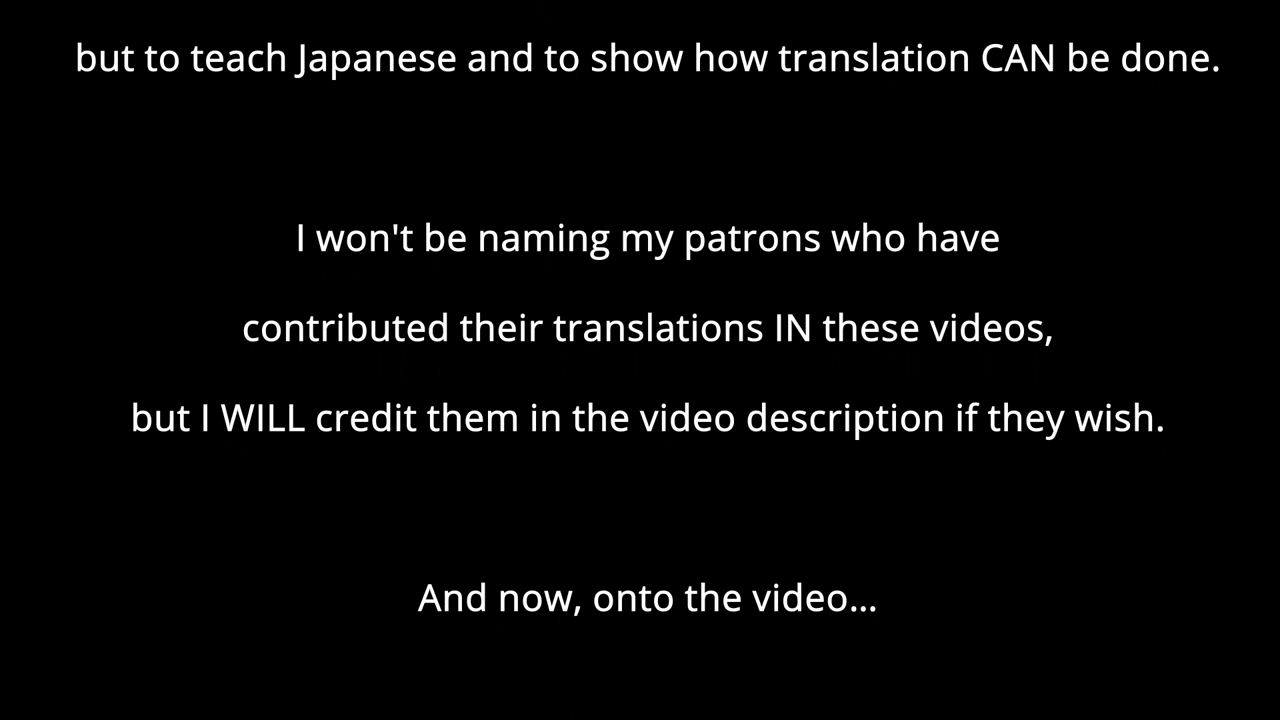 but to teach Japanese and to show how translation CAN be done.
I won't be naming my patrons who have
contributed their translations IN these videos,
but I WILL credit them in the video description if they wish.
And now, onto the video...